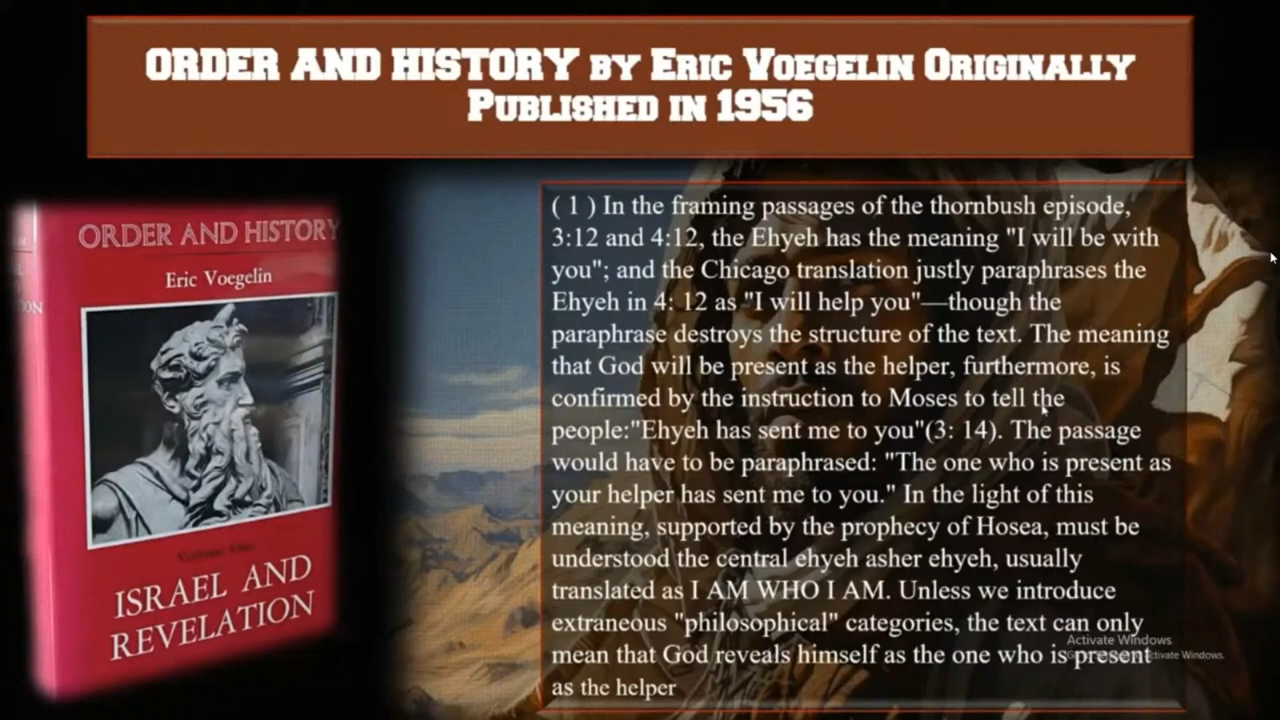 ORDER AND HISTORY BY ERIC VOEGELIN ORIGINALLY
PUBLISHED IN 1956
ORDER AND HISTORY
Eric Voegelin
ISRAEL AND
REVELATION
ION
( 1 ) In the framing passages of the thornbush episode,
3:12 and 4:12, the Ehyeh has the meaning "I will be with
you"; and the Chicago translation justly paraphrases the
Ehyeh in 4: 12 as "I will help you"—though the
paraphrase destroys the structure of the text. The meaning
that God will be present as the helper, furthermore, is
confirmed by the instruction to Moses to tell the
people:"Ehyeh has sent me to you"(3: 14). The passage
would have to be paraphrased: "The one who is present as
your helper has sent me to you." In the light of this
meaning, supported by the prophecy of Hosea, must be
understood the central ehyeh asher ehyeh, usually
translated as I AM WHO I AM. Unless we introduce
extraneous "philosophical" categories, the text can only
mean that God reveals himself as the one who is present
as the helper
Activate Windows
Activate Windows.